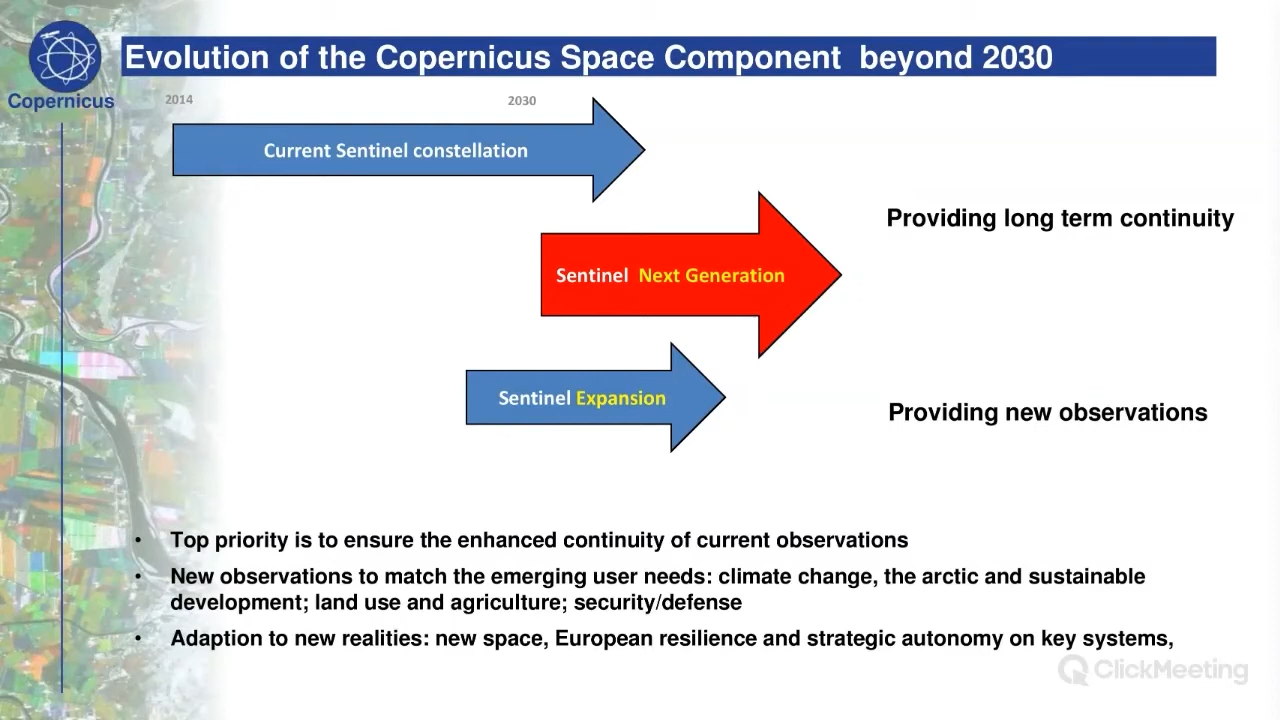 Evolution of the Copernicus Space Component beyond 2030
Copernicus
2014
2030
Current Sentinel constellation
Providing long term continuity
Sentinel Next Generation
Sentinel Expansion
Providing new observations
• Top priority is to ensure the enhanced continuity of current observations
• New observations to match the emerging user needs: climate change, the arctic and sustainable
development; land use and agriculture; security/defense
• Adaption to new realities: new space, European resilience and strategic autonomy on key systems,
ClickMeeting